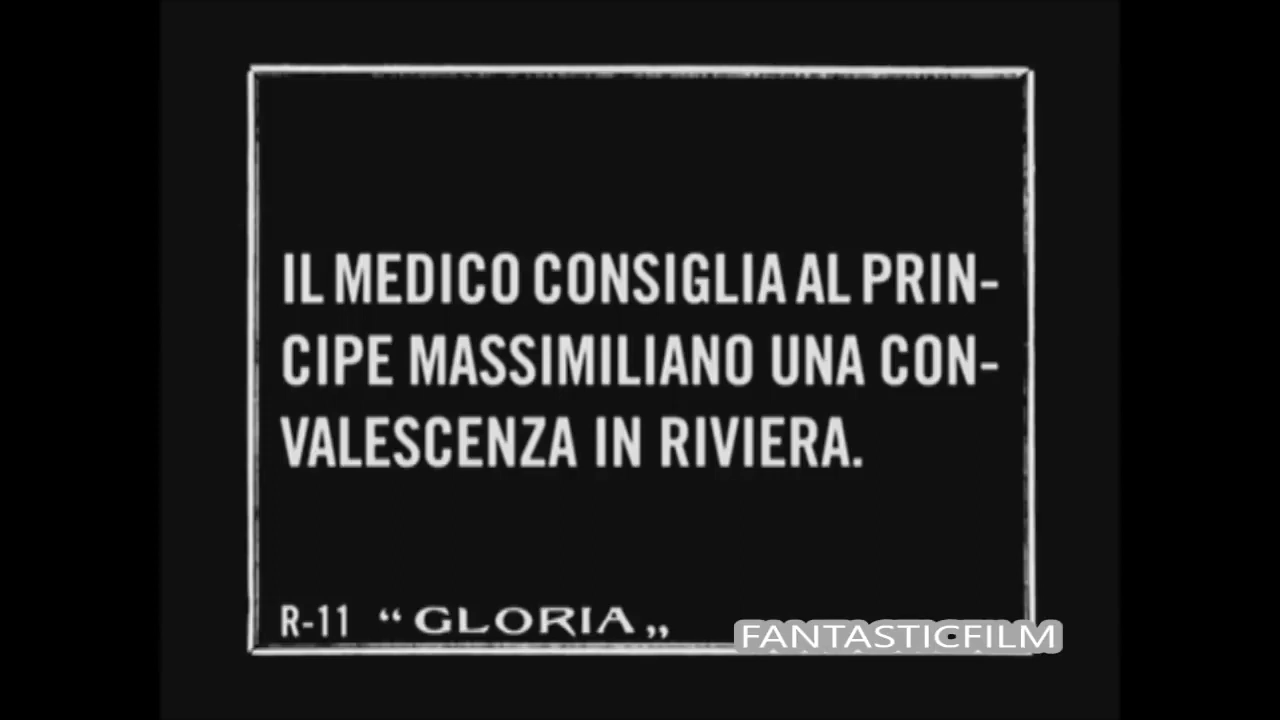 IL MEDICO CONSIGLIA AL PRIN-
CIPE MASSIMILIANO UNA CON-
VALESCENZA IN RIVIERA.
R-11 “ GLORIA „
FANTASTICFILM